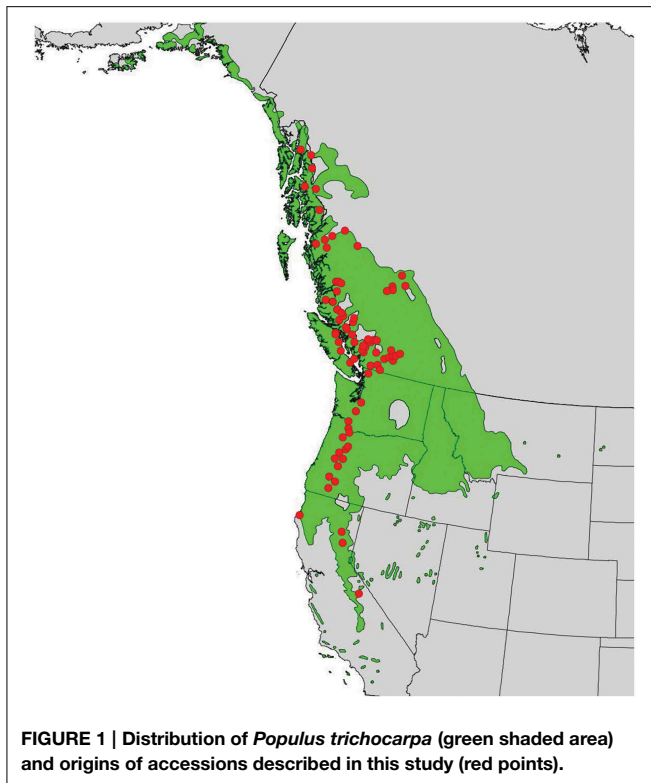 FIGURE 1 | Distribution of Populus trichocarpa (green shaded area)
and origins of accessions described in this study (red points).